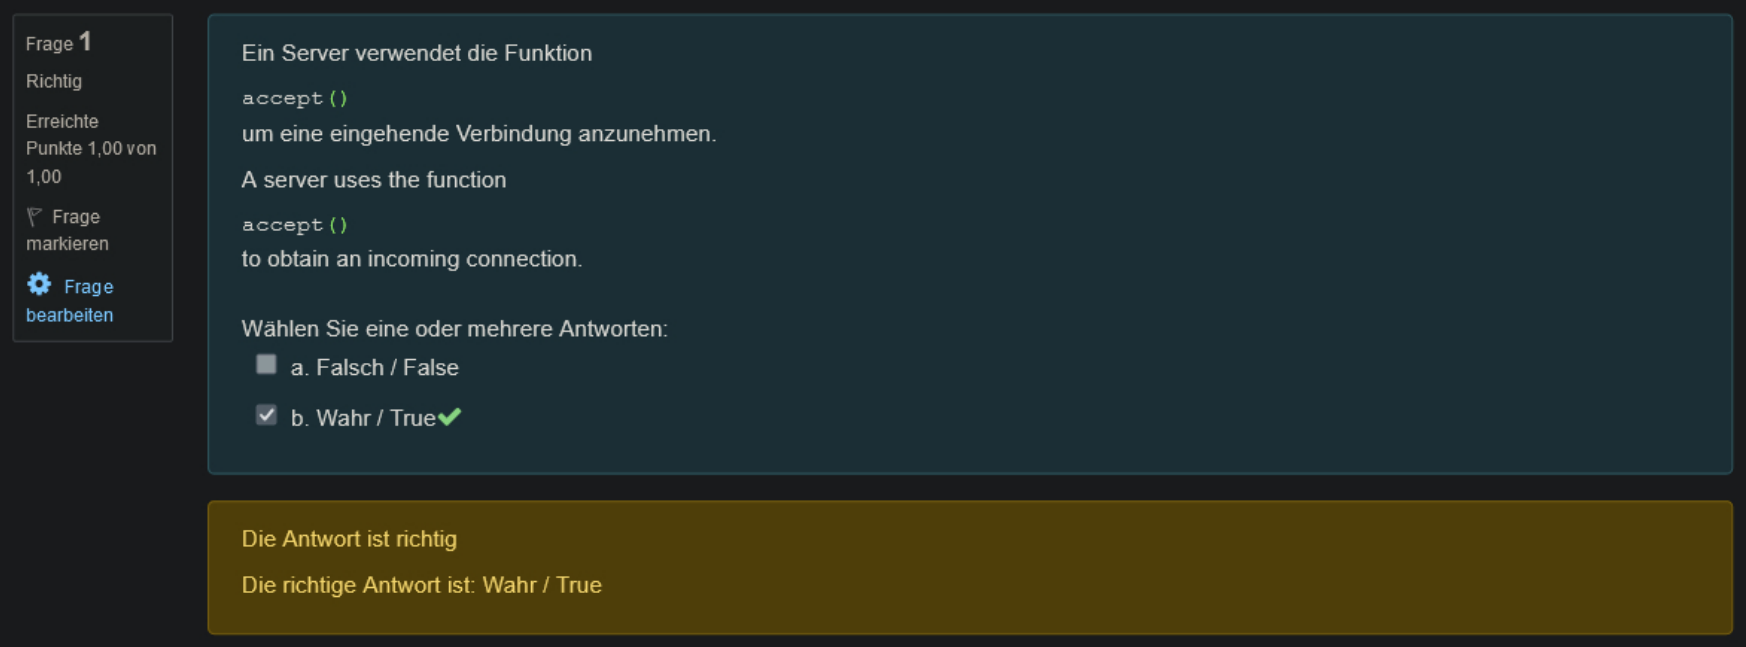 Frage 1
Richtig
Erreichte
Punkte 1,00 von
1,00
Frage
markieren
Frage
bearbeiten
Ein Server verwendet die Funktion
accept()
um eine eingehende Verbindung anzunehmen.
A server uses the function
accept()
to obtain an incoming connection.
Wählen Sie eine oder mehrere Antworten:
a. Falsch / False
b. Wahr / True
Die Antwort ist richtig
Die richtige Antwort ist: Wahr / True